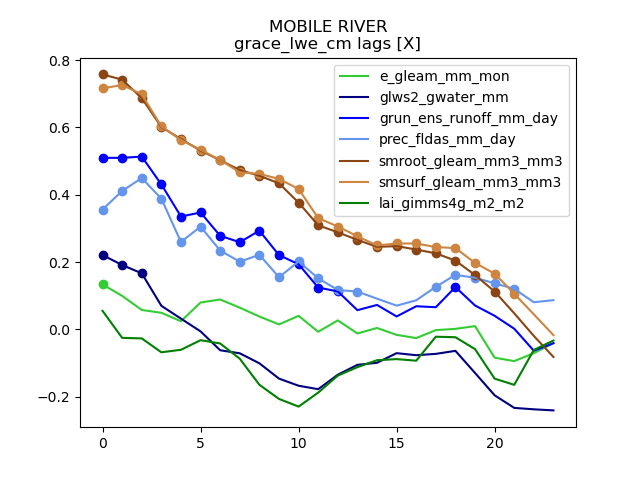 MOBILE RIVER
grace_lwe_cm lags [X]
0.8
0.6
0.4
0.2
0.0
−0.2
0
5
10
15
20
e_gleam_mm_mon
glws2_gwater_mm
grun_ens_runoff_mm_day
prec_fldas_mm_day
smroot_gleam_mm3_mm3
smsurf_gleam_mm3_mm3
lai_gimms4g_m2_m2